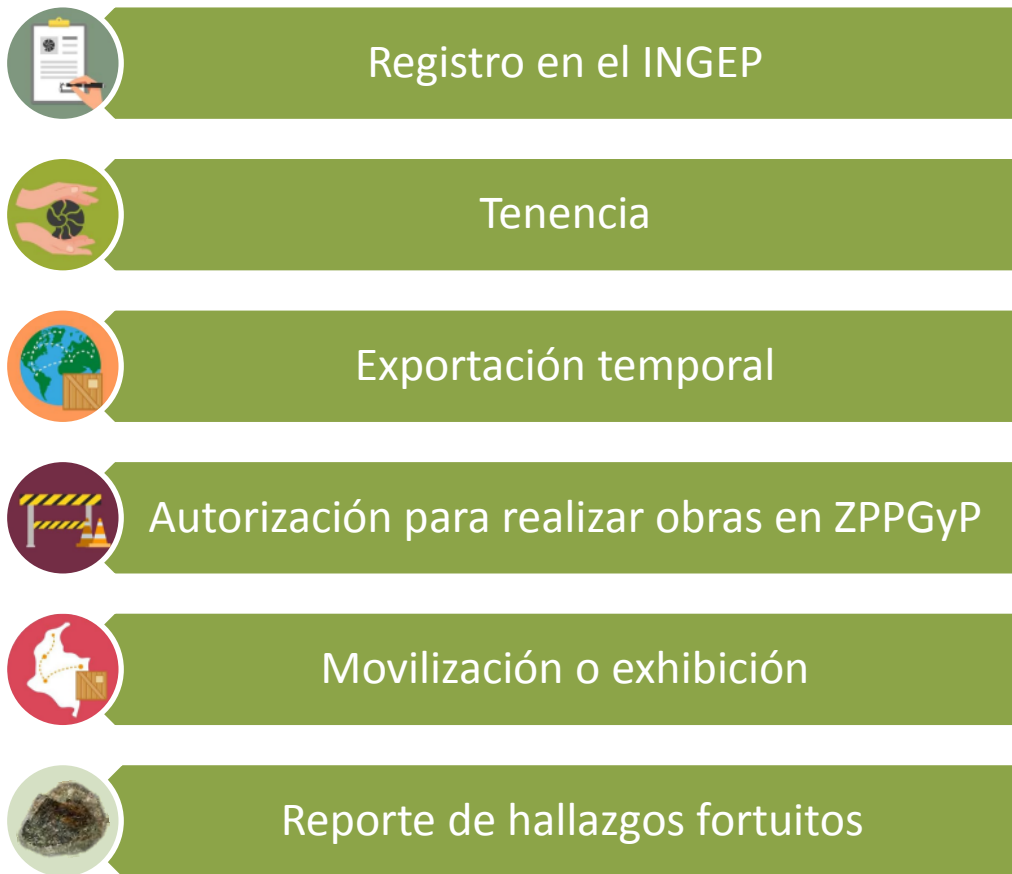 Registro en el INGEP
Tenencia
Exportación temporal
Autorización para realizar obras en ZPPGyP
Movilización o exhibición
Reporte de hallazgos fortuitos